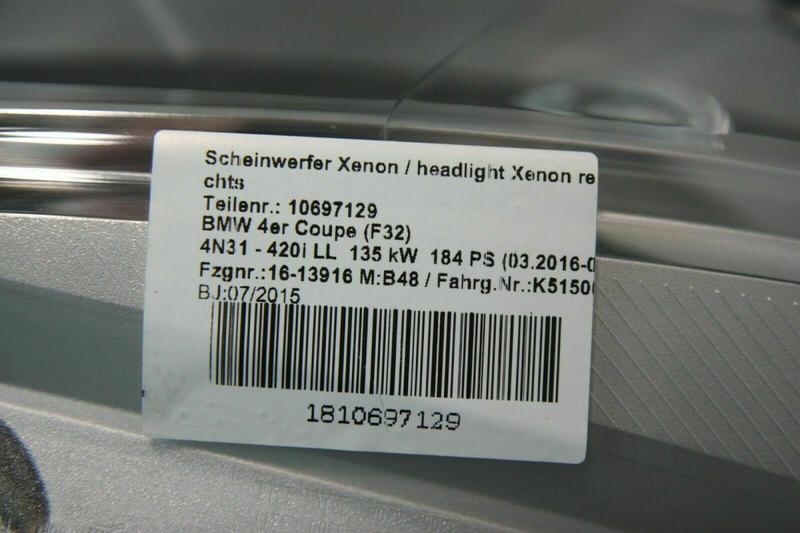 Scheinwerfer Xenon / headlight Xenon re
chts
Teilenr.: 10697129
BMW 4er Coupe (F32)
4N31 - 420i LL 135 kW 184 PS (03.2016-0
Fzgnr.:16-13916 M:B48 / Fahrg.Nr.:K5150
BJ:07/2015
1810697129